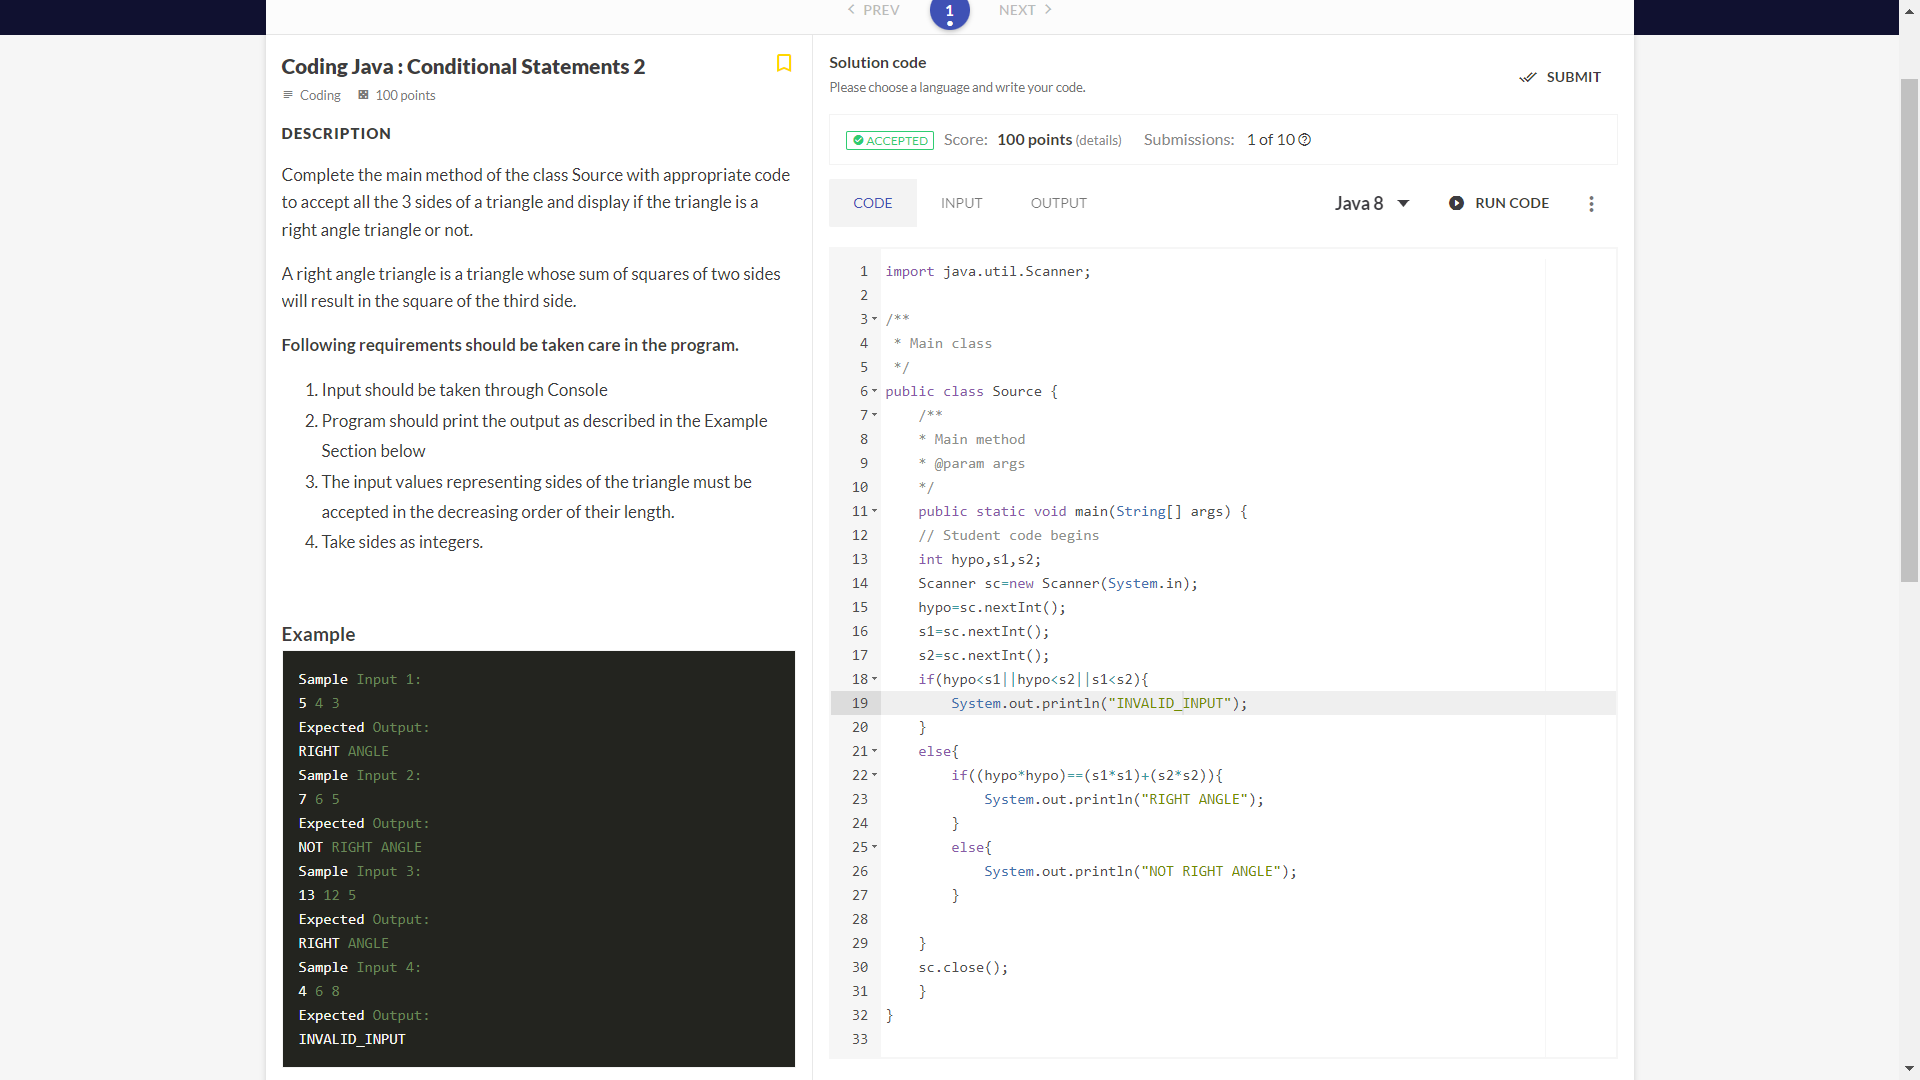 PREV 1 NEXT
Coding Java : Conditional Statements 2
Coding 100 points
DESCRIPTION
Complete the main method of the class Source with appropriate code
to accept all the 3 sides of a triangle and display if the triangle is a
right angle triangle or not.
A right angle triangle is a triangle whose sum of squares of two sides
will result in the square of the third side.
Following requirements should be taken care in the program.
1. Input should be taken through Console
2. Program should print the output as described in the Example
Section below
3. The input values representing sides of the triangle must be
accepted in the decreasing order of their length.
4. Take sides as integers.
Example
Sample Input 1:
5 4 3
Expected Output:
RIGHT ANGLE
Sample Input 2:
7 6 5
Expected Output:
NOT RIGHT ANGLE
Sample Input 3:
13 12 5
Expected Output:
RIGHT ANGLE
Sample Input 4:
4 6 8
Expected Output:
INVALID_INPUT
Solution code
Please choose a language and write your code.
SUBMIT
ACCEPTED Score: 100 points (details) Submissions: 1 of 10
CODE INPUT OUTPUT Java 8 RUN CODE
1 import java.util.Scanner;
2
3 /**
4 * Main class
5 */
6 public class Source {
7 /**
8 * Main method
9 * @param args
10 */
11 public static void main(String[] args) {
12 // Student code begins
13 int hypo,s1,s2;
14 Scanner sc=new Scanner(System.in);
15 hypo=sc.nextInt();
16 s1=sc.nextInt();
17 s2=sc.nextInt();
18 if(hypo<s1||hypo<s2||s1<s2){
19 System.out.println("INVALID_INPUT");
20 }
21 else{
22 if((hypo*hypo)==(s1*s1)+(s2*s2)){
23 System.out.println("RIGHT ANGLE");
24 }
25 else{
26 System.out.println("NOT RIGHT ANGLE");
27 }
28
29 }
30 sc.close();
31 }
32 }
33